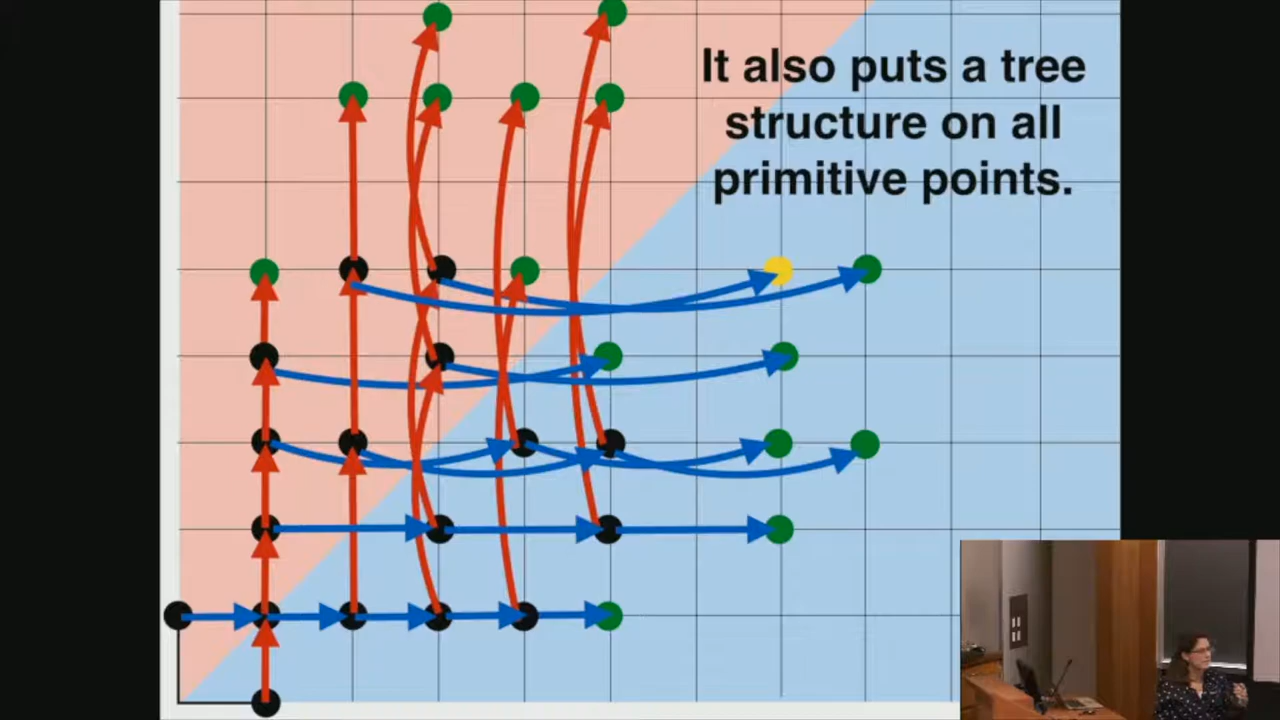 It also puts a tree
structure on all
primitive points.